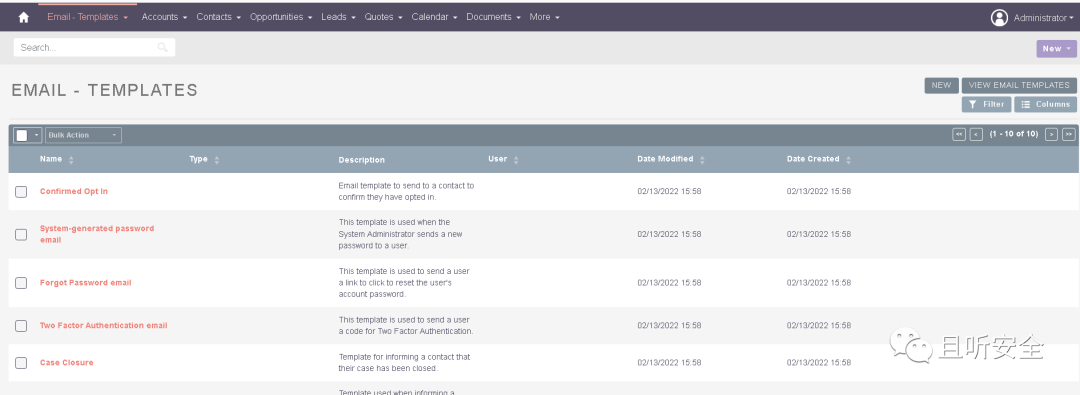 Email - Templates Accounts Contacts Opportunities Leads Quotes Calendar Documents More Administrator
Search...
New
EMAIL - TEMPLATES
NEW VIEW EMAIL TEMPLATES
Filter Columns
Bulk Action (1 - 10 of 10)
Name Type Description User Date Modified Date Created
Confirmed Opt In Email template to send to a contact to 02/13/2022 15:58 02/13/2022 15:58
confirm they have opted in.
System-generated password This template is used when the
email System Administrator sends a new 02/13/2022 15:58 02/13/2022 15:58
password to a user.
This template is used to send a user
Forgot Password email a link to click to reset the user's 02/13/2022 15:58 02/13/2022 15:58
account password.
Two Factor Authentication email This template is used to send a user 02/13/2022 15:58 02/13/2022 15:58
a code for Two Factor Authentication.
Case Closure Template for informing a contact that 02/13/2022 15:58 02/13/2022 15:58
their case has been closed.
Template used when informing a
且听安全